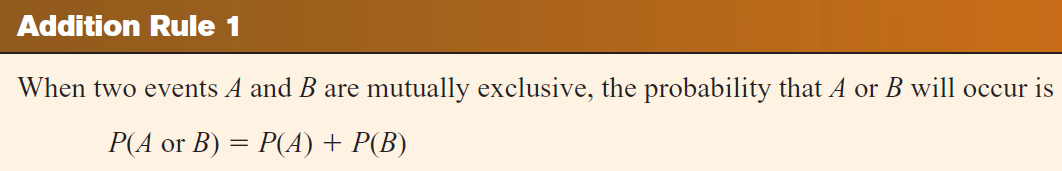 Addition Rule 1
When two events A and B are mutually exclusive, the probability that A or B will occur is
P(A or B) = P(A) + P(B)